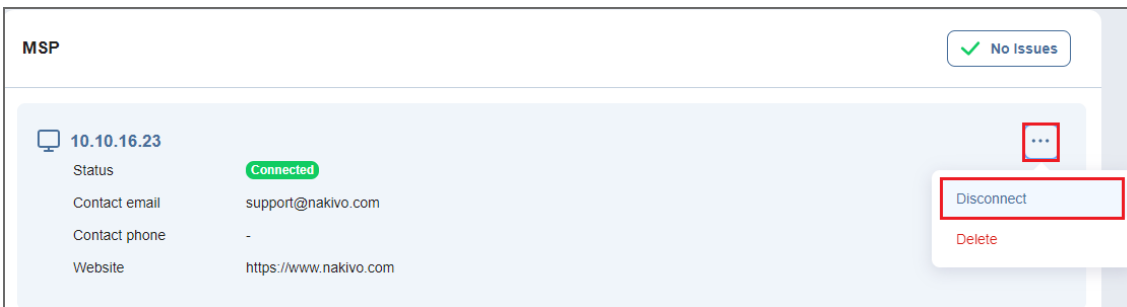 MSP
No Issues
10.10.16.23
...
Status Connected
Contact email support@nakivo.com
Disconnect
Contact phone -
Delete
Website https://www.nakivo.com